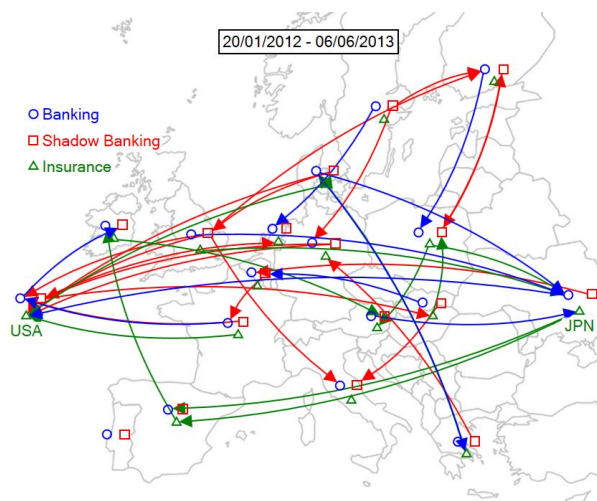 20/01/2012 - 06/06/2013
Banking
Shadow Banking
Insurance
USA
JPN